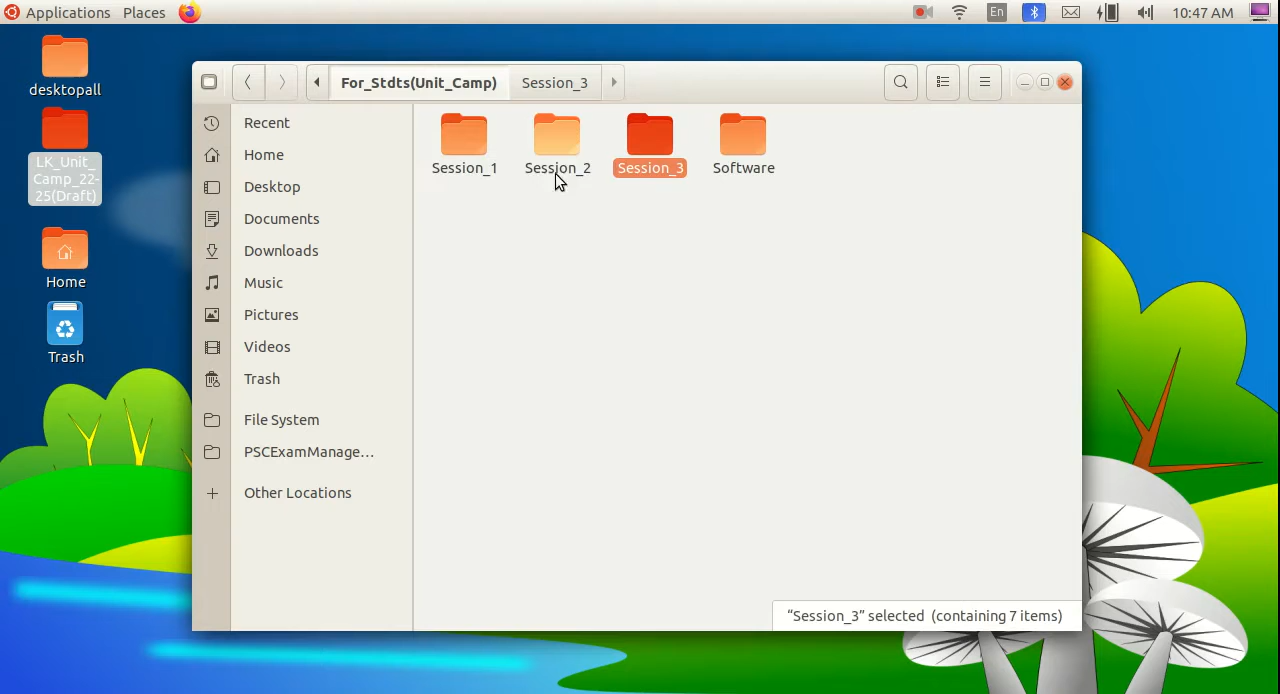 Applications Places
En
10:47 AM
desktopall
LK_Unit_
Camp_22-
25(Draft)
Home
Trash
For_Stdts(Unit_Camp) Session_3
Recent
Home
Desktop
Documents
Downloads
Music
Pictures
Videos
Trash
File System
PSCExamManage…
Other Locations
Session_1 Session_2 Session_3 Software
“Session_3” selected (containing 7 items)